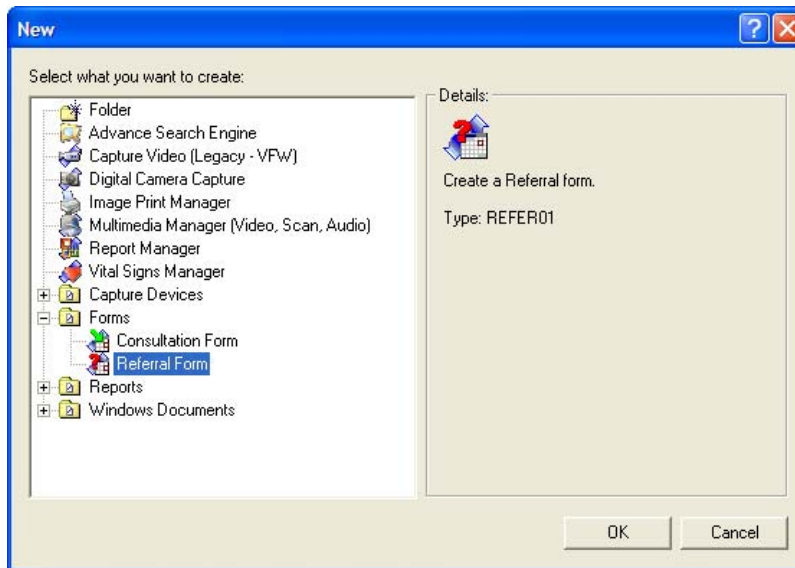 New
Select what you want to create:
Folder
Advance Search Engine
Capture Video (Legacy - VFW)
Digital Camera Capture
Image Print Manager
Multimedia Manager (Video, Scan, Audio)
Report Manager
Vital Signs Manager
Capture Devices
Forms
Consultation Form
Referral Form
Reports
Windows Documents
Details:
Create a Referral form.
Type: REFER01
OK
Cancel